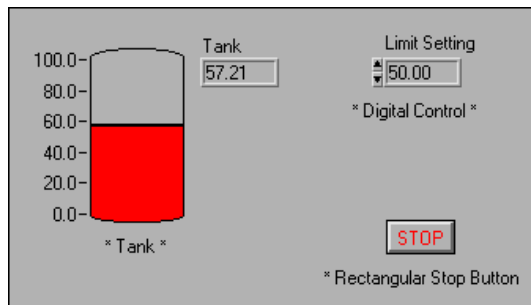 Tank
57.21
Limit Setting
50.00
* Digital Control *
100.0
80.0
60.0
40.0
20.0
0.0
* Tank *
STOP
* Rectangular Stop Button